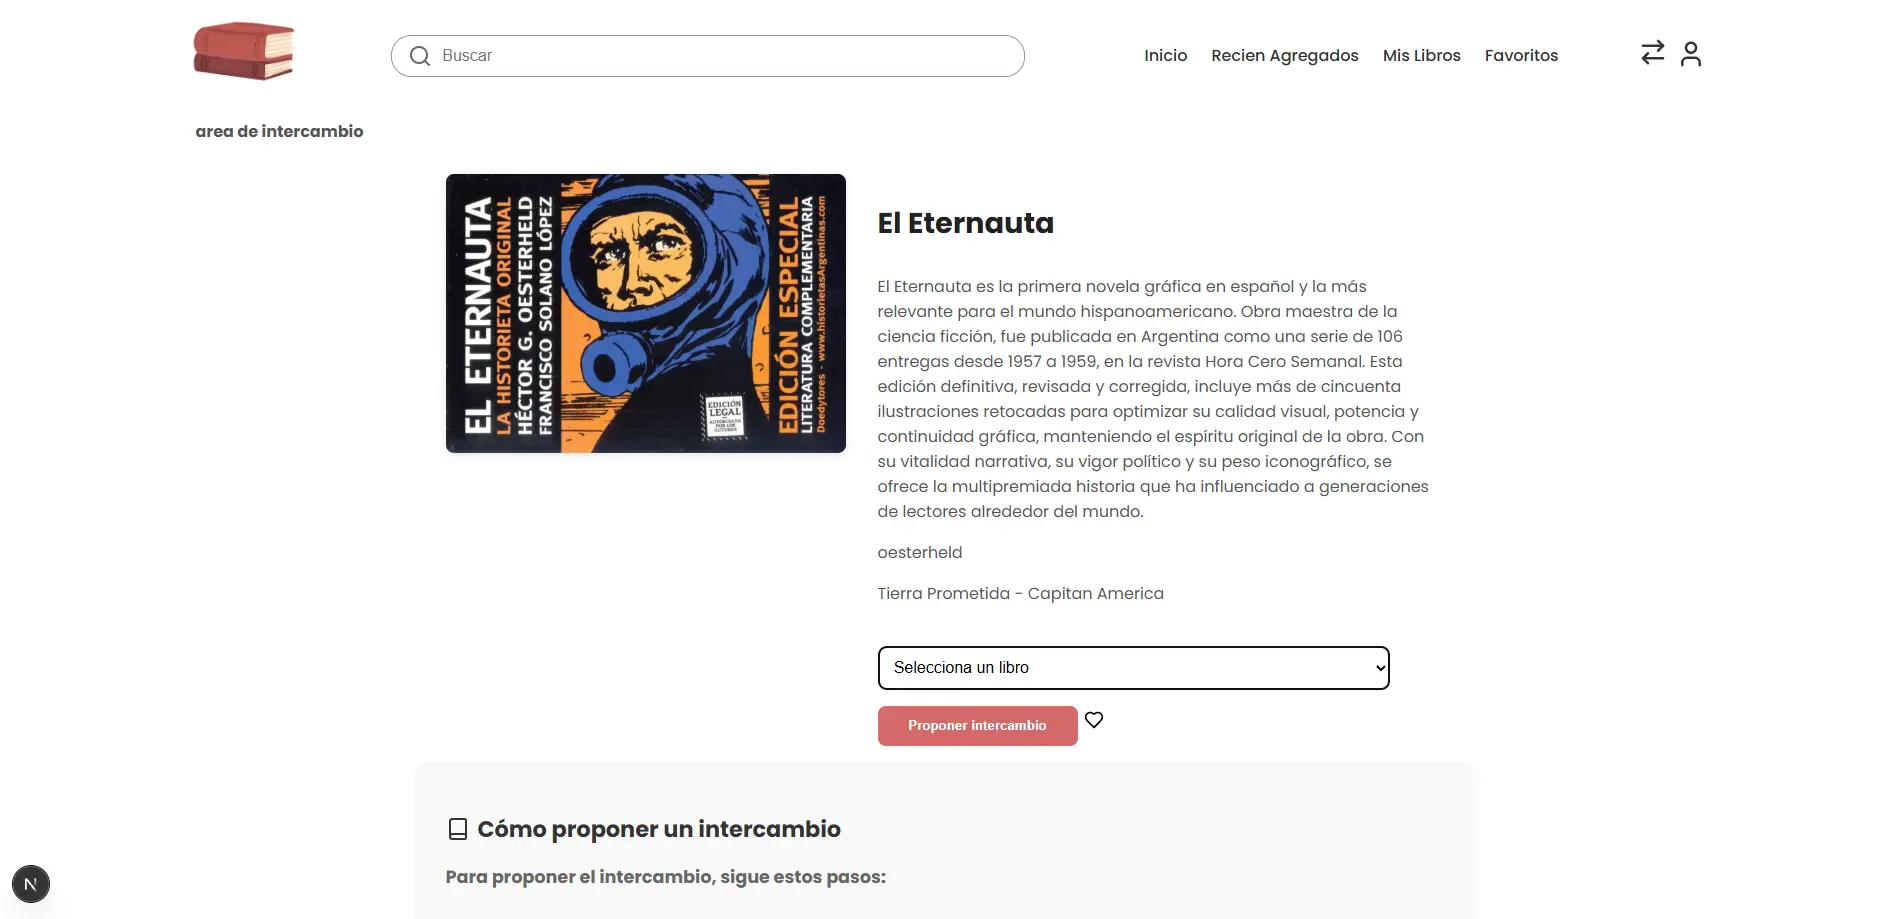 Buscar
Inicio
Recien Agregados
Mis Libros
Favoritos
area de intercambio
EL ETERNAUTA
LA HISTORIETA ORIGINAL
HÉCTOR G. OESTERHELD
FRANCISCO SOLANO LÓPEZ
EDICIÓN LEGAL
AUTORIZADA
POR LOS
AUTORES
EDICIÓN ESPECIAL
LITERATURA COMPLEMENTARIA
Doedytores - www.historietasArgentinas.com
El Eternauta
El Eternauta es la primera novela gráfica en español y la más
relevante para el mundo hispanoamericano. Obra maestra de la
ciencia ficción, fue publicada en Argentina como una serie de 106
entregas desde 1957 a 1959, en la revista Hora Cero Semanal. Esta
edición definitiva, revisada y corregida, incluye más de cincuenta
ilustraciones retocadas para optimizar su calidad visual, potencia y
continuidad gráfica, manteniendo el espíritu original de la obra. Con
su vitalidad narrativa, su vigor político y su peso iconográfico, se
ofrece la multipremiada historia que ha influenciado a generaciones
de lectores alrededor del mundo.
oesterheld
Tierra Prometida - Capitan America
Selecciona un libro
Proponer intercambio
Cómo proponer un intercambio
Para proponer el intercambio, sigue estos pasos:
N